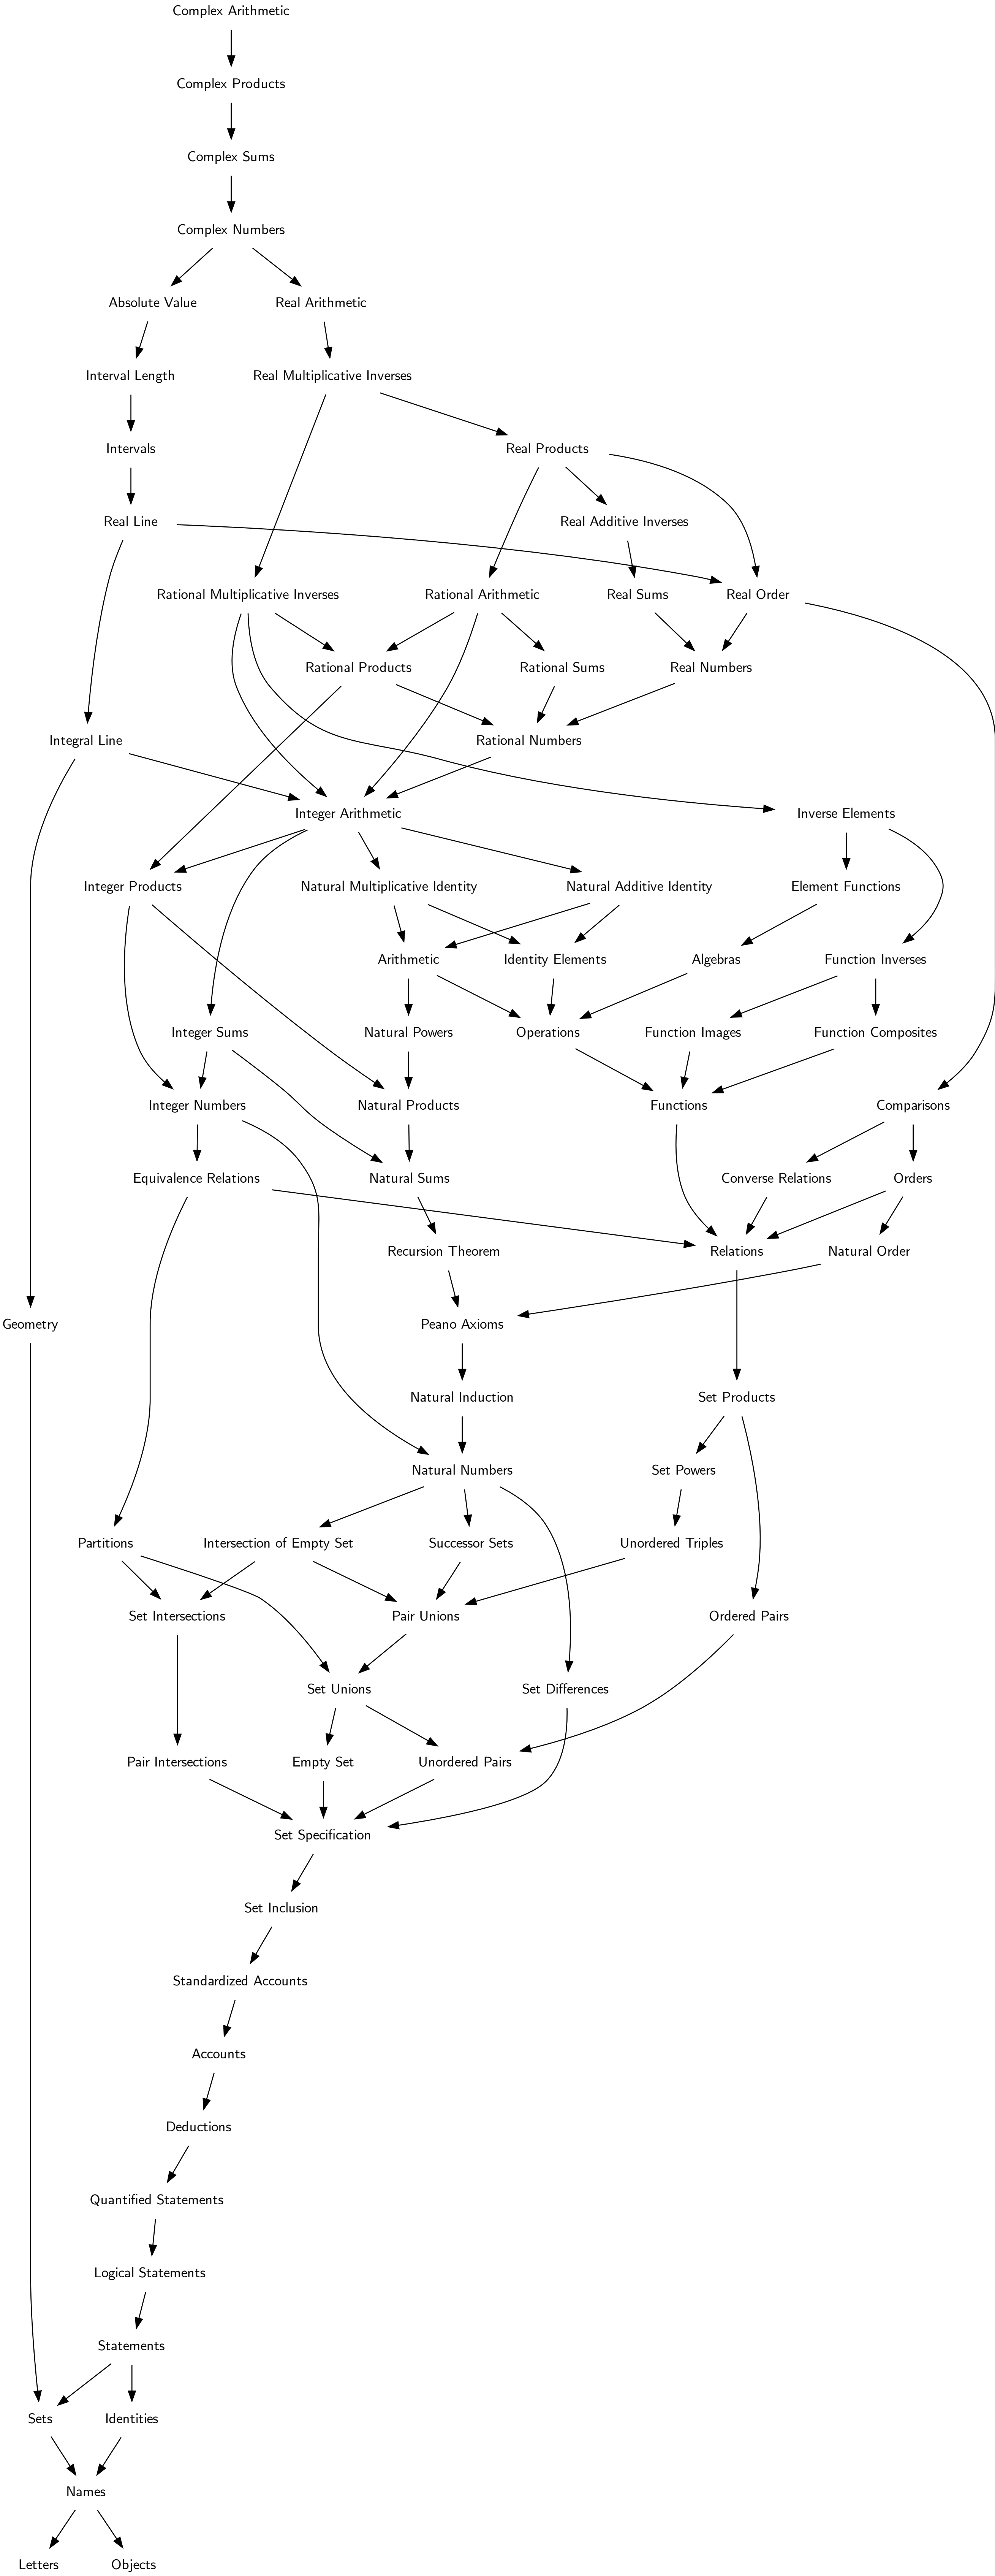 Complex Arithmetic
Complex Products
Complex Sums
Complex Numbers
Absolute Value
Real Arithmetic
Interval Length
Real Multiplicative Inverses
Intervals
Real Products
Real Line
Real Additive Inverses
Rational Multiplicative Inverses
Rational Arithmetic
Real Sums
Real Order
Rational Products
Rational Sums
Real Numbers
Integral Line
Rational Numbers
Integer Arithmetic
Inverse Elements
Integer Products
Natural Multiplicative Identity
Natural Additive Identity
Element Functions
Arithmetic
Identity Elements
Algebras
Function Inverses
Integer Sums
Natural Powers
Operations
Function Images
Function Composites
Integer Numbers
Natural Products
Functions
Comparisons
Equivalence Relations
Natural Sums
Converse Relations
Orders
Recursion Theorem
Relations
Natural Order
Geometry
Peano Axioms
Natural Induction
Set Products
Natural Numbers
Set Powers
Partitions
Intersection of Empty Set
Successor Sets
Unordered Triples
Set Intersections
Pair Unions
Ordered Pairs
Set Unions
Set Differences
Pair Intersections
Empty Set
Unordered Pairs
Set Specification
Set Inclusion
Standardized Accounts
Accounts
Deductions
Quantified Statements
Logical Statements
Statements
Sets
Identities
Names
Letters
Objects